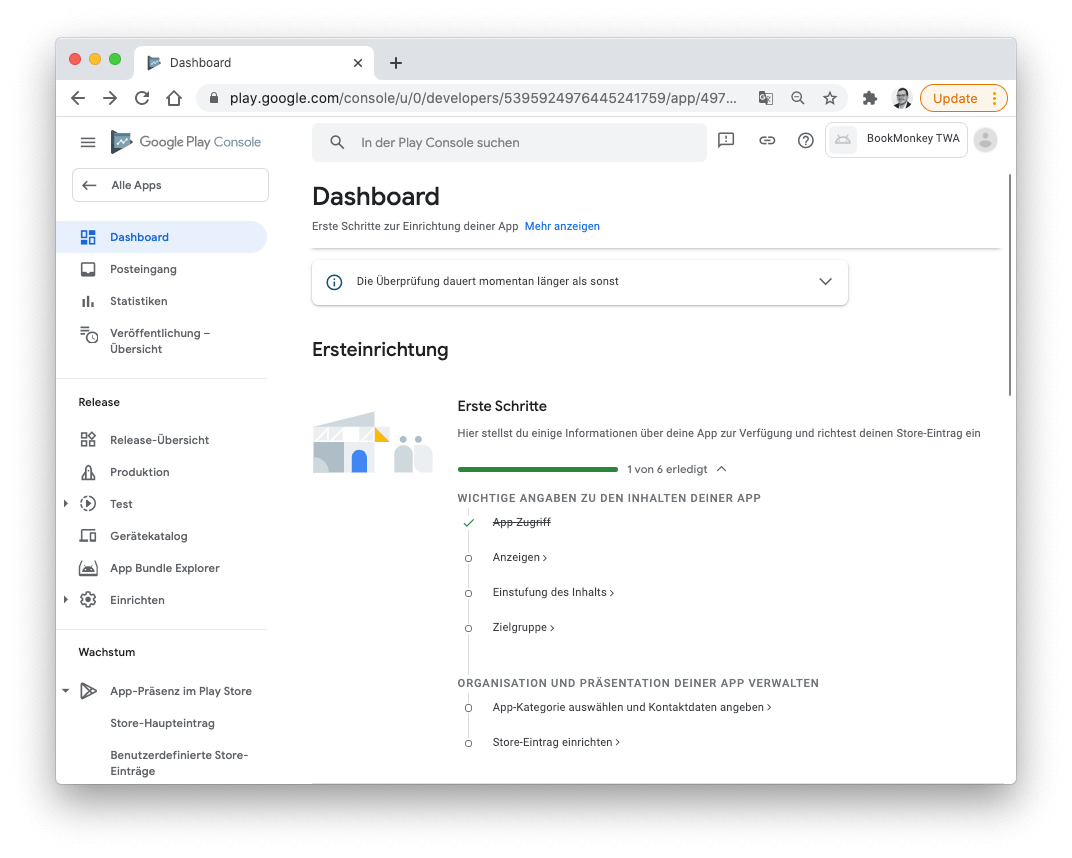 Dashboard
play.google.com/console/u/0/developers/5395924976445241759/app/497...
Update
Google Play Console
In der Play Console suchen
BookMonkey TWA
Alle Apps
Dashboard
Posteingang
Statistiken
Veröffentlichung –
Übersicht
Release
Release-Übersicht
Produktion
Test
Gerätekatalog
App Bundle Explorer
Einrichten
Wachstum
App-Präsenz im Play Store
Store-Haupteintrag
Benutzerdefinierte Store-
Einträge
Dashboard
Erste Schritte zur Einrichtung deiner App Mehr anzeigen
Die Überprüfung dauert momentan länger als sonst
Ersteinrichtung
Erste Schritte
Hier stellst du einige Informationen über deine App zur Verfügung und richtest deinen Store-Eintrag ein
1 von 6 erledigt
WICHTIGE ANGABEN ZU DEN INHALTEN DEINER APP
App-Zugriff
Anzeigen
Einstufung des Inhalts
Zielgruppe
ORGANISATION UND PRÄSENTATION DEINER APP VERWALTEN
App-Kategorie auswählen und Kontaktdaten angeben
Store-Eintrag einrichten